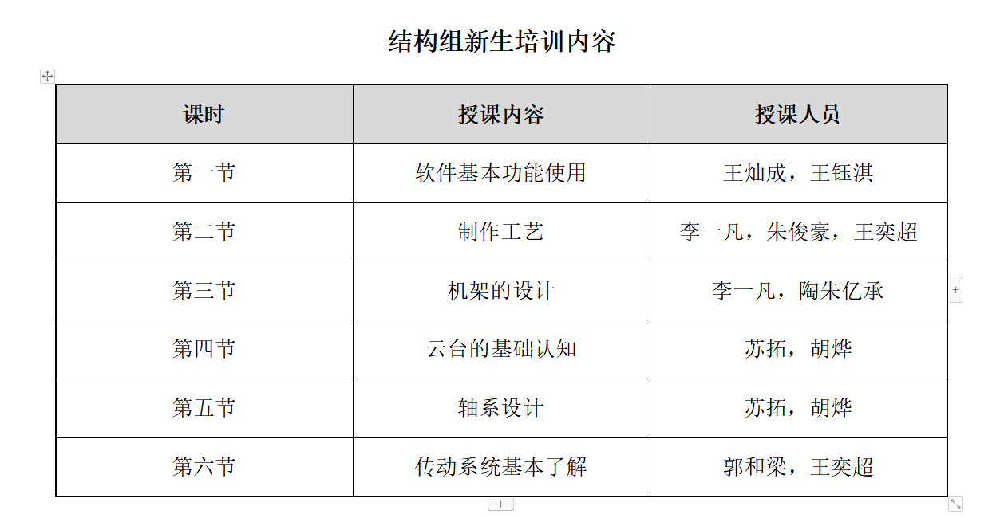 结构组新生培训内容
课时 授课内容 授课人员
第一节 软件基本功能使用 王灿成，王钰淇
第二节 制作工艺 李一凡，朱俊豪，王奕超
第三节 机架的设计 李一凡，陶朱亿承
第四节 云台的基础认知 苏拓，胡烨
第五节 轴系设计 苏拓，胡烨
第六节 传动系统基本了解 郭和梁，王奕超